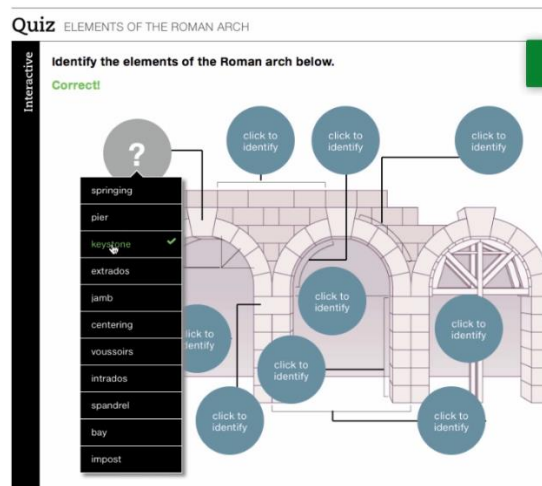 Quiz ELEMENTS OF THE ROMAN ARCH
Interactive
Identify the elements of the Roman arch below.
Correct!
?
click to
identify
click to
identify
click to
identify
springing
pier
keystone
extrados
jamb
centering
voussoirs
intrados
spandrel
bay
impost
click to
identify
lick to
entify
click to
identify
click to
identify
click to
identify
click to
identify